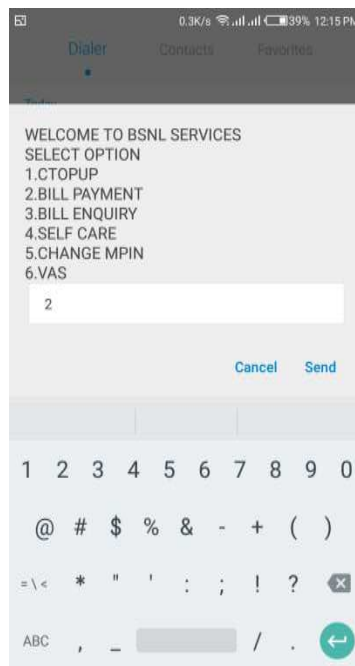 0.3K/s 39% 12:15 PM
Dialer Contacts Favorites
Today
WELCOME TO BSNL SERVICES
SELECT OPTION
1.CTOPUP
2.BILL PAYMENT
3.BILL ENQUIRY
4.SELF CARE
5.CHANGE MPIN
6.VAS
2
Cancel Send
1 2 3 4 5 6 7 8 9 0
@ # $ % & - + ( )
= \ < * " ' : ; ! ?
ABC , _ / .